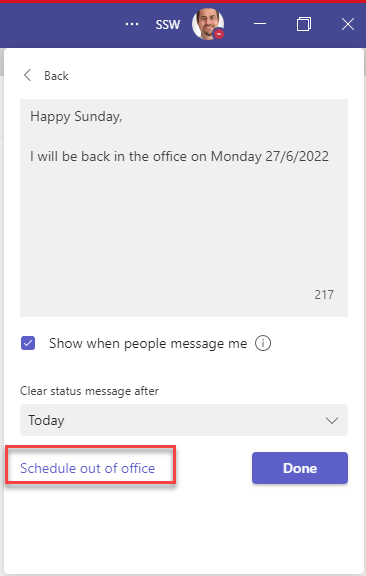 SSW
Back
Happy Sunday,
I will be back in the office on Monday 27/6/2022
217
Show when people message me
Clear status message after
Today
Schedule out of office
Done